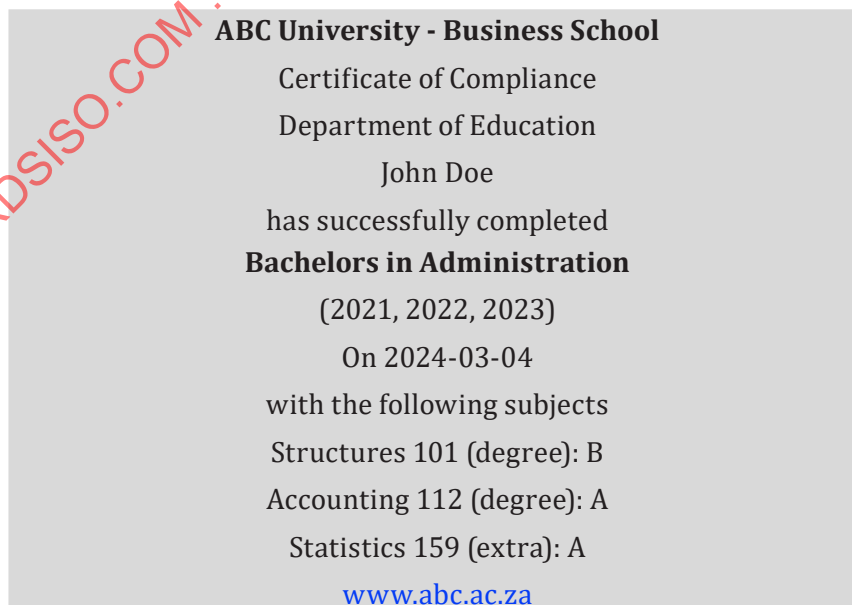 ABC University - Business School
Certificate of Compliance
Department of Education
John Doe
has successfully completed
Bachelors in Administration
(2021, 2022, 2023)
On 2024-03-04
with the following subjects
Structures 101 (degree): B
Accounting 112 (degree): A
Statistics 159 (extra): A
www.abc.ac.za